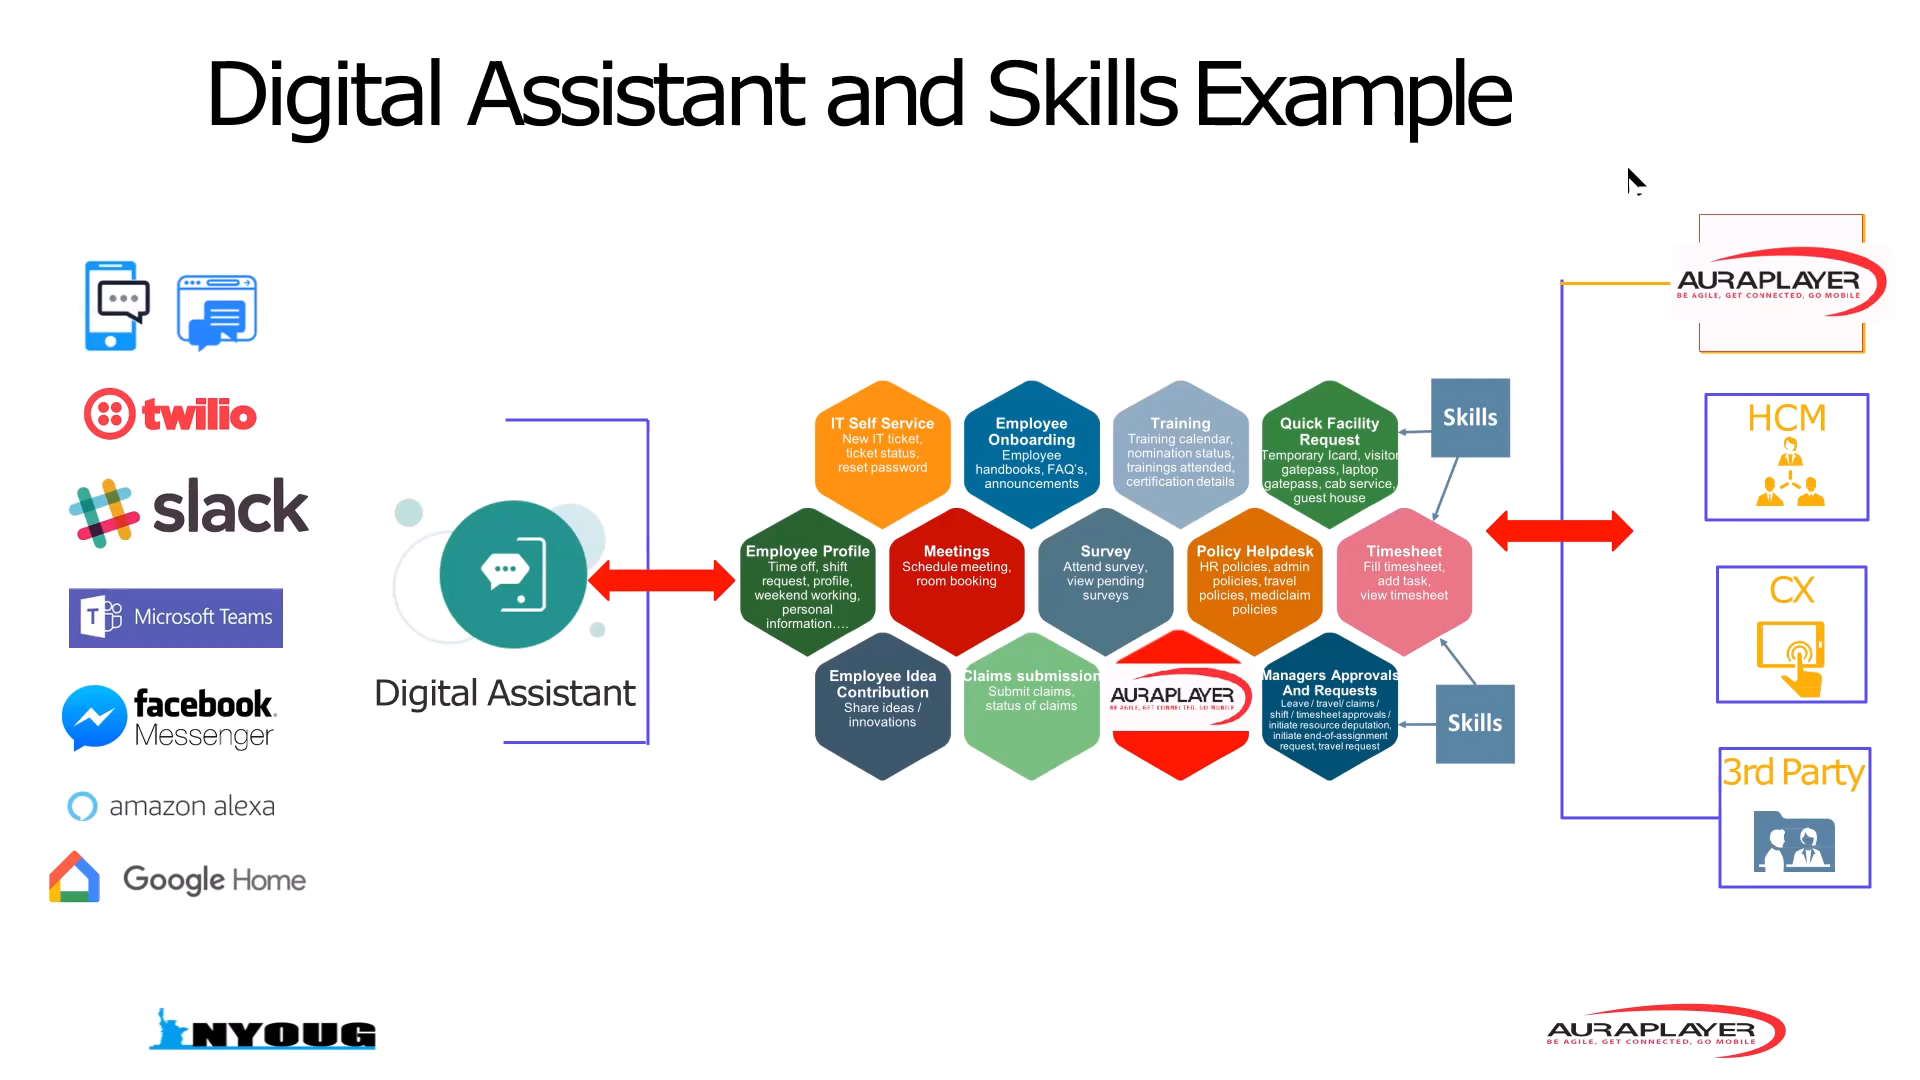 Digital Assistant and Skills Example
twilio
slack
Microsoft Teams
facebook.
Messenger
amazon alexa
Google Home
Digital Assistant
IT Self Service
New IT ticket,
ticket status,
reset password
Employee
Onboarding
Employee
handbooks, FAQ's,
announcements
Training
Training calendar,
nomination status,
trainings attended,
certification details
Quick Facility
Request
Temporary Icard, visitor
gatepass, laptop
gatepass, cab service,
guest house
Skills
Employee Profile
Time off, shift
request, profile,
weekend working,
personal
information....
Meetings
Schedule meeting,
room booking
Survey
Attend survey,
view pending
surveys
Policy Helpdesk
HR policies, admin
policies, travel
policies, mediclaim
policies
Timesheet
Fill timesheet,
add task,
view timesheet
Employee Idea
Contribution
Share ideas /
innovations
Claims submission
Submit claims,
status of claims
AURAPLAYER
BE AGILE, GET CONNECTED, GO MOBILE
Managers Approvals
And Requests
Leave / travel/ claims /
shift / timesheet approvals /
initiate resource deputation,
initiate end-of-assignment
request, travel request
Skills
AURAPLAYER
BE AGILE, GET CONNECTED, GO MOBILE
HCM
CX
3rd Party
NYOUG
AURAPLAYER
BE AGILE, GET CONNECTED, GO MOBILE